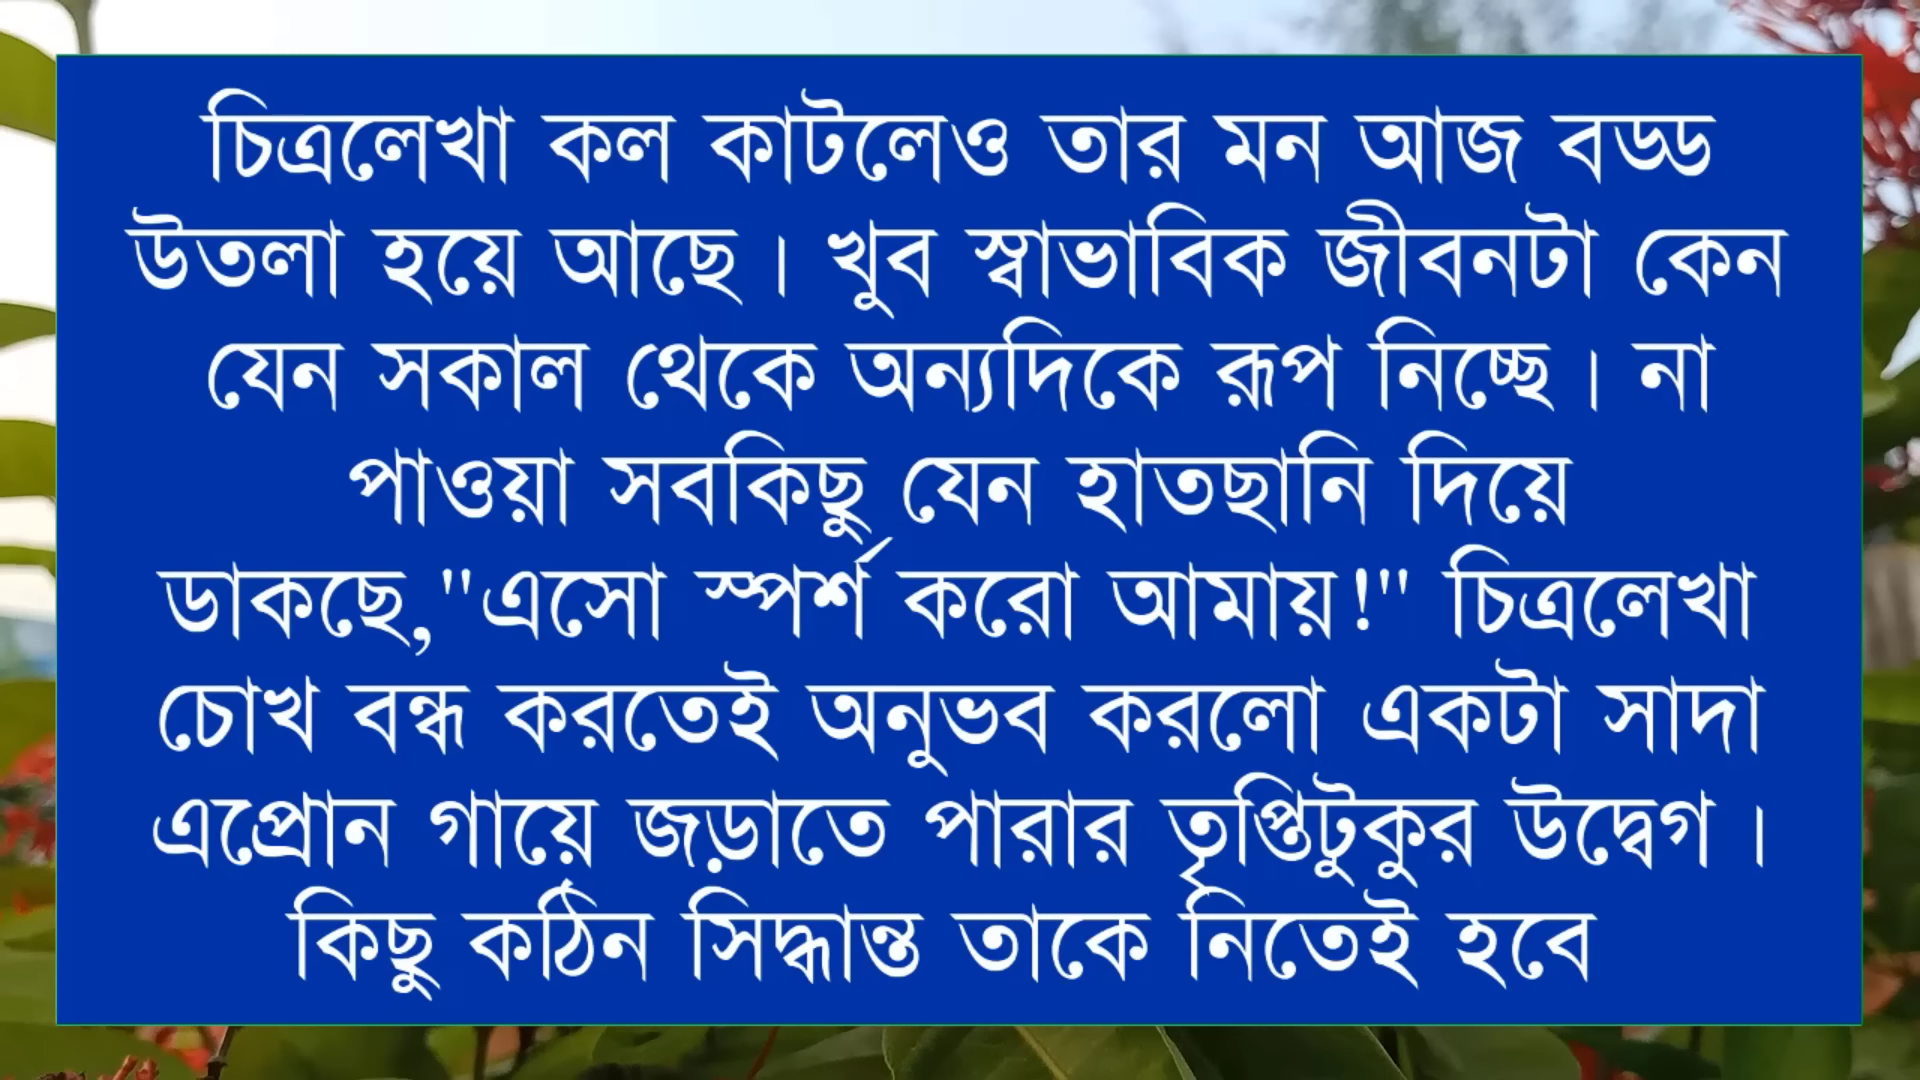 চিত্রলেখা কল কাটলেও তার মন আজ বড্ড
উতলা হয়ে আছে। খুব স্বাভাবিক জীবনটা কেন
যেন সকাল থেকে অন্যদিকে রূপ নিচ্ছে। না
পাওয়া সবকিছু যেন হাতছানি দিয়ে
ডাকছে,"এসো স্পর্শ করো আমায়!" চিত্রলেখা
চোখ বন্ধ করতেই অনুভব করলো একটা সাদা
এপ্রোন গায়ে জড়াতে পারার তৃপ্তিটুকুর উদ্বেগ।
কিছু কঠিন সিদ্ধান্ত তাকে নিতেই হবে